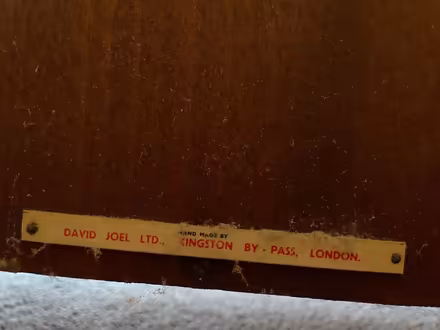 HAND MADE BY
DAVID JOEL LTD., KINGSTON BY-PASS, LONDON.